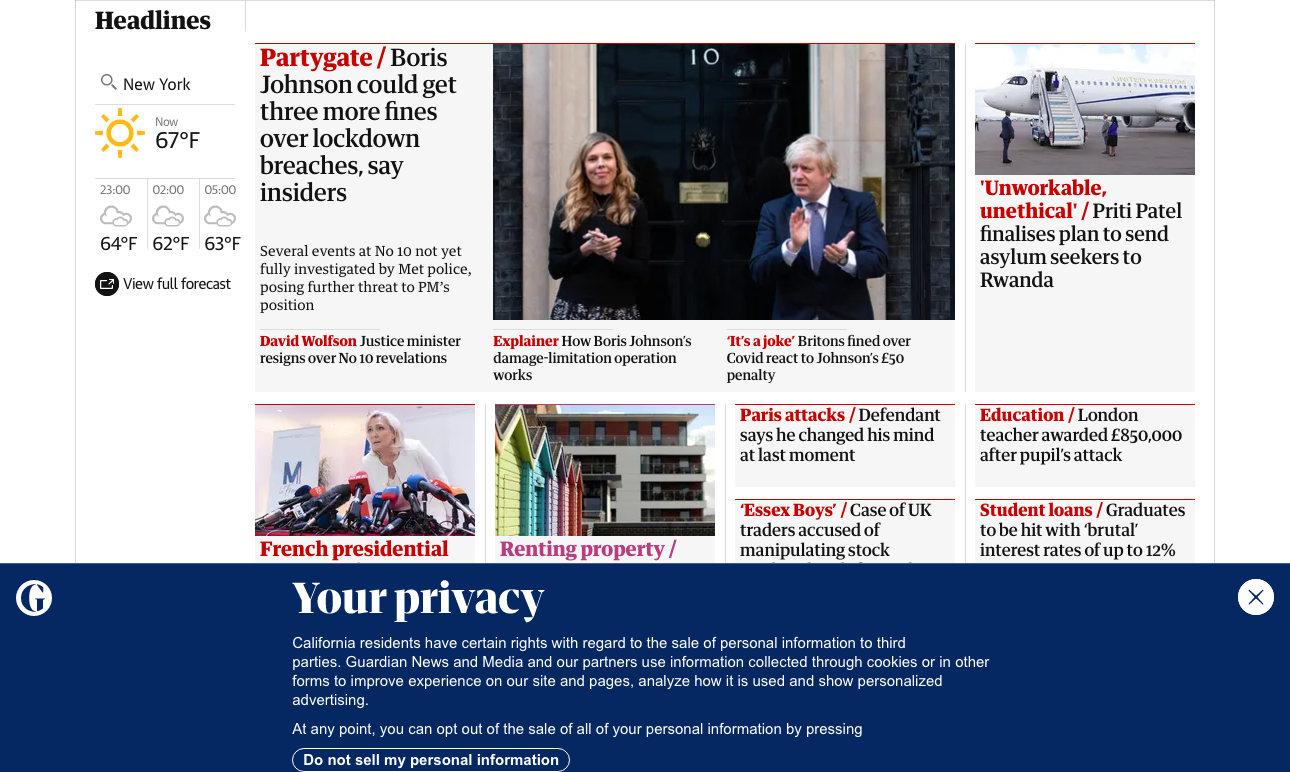 Headlines
New York
Now
67°F
23:00
02:00
05:00
64°F
62°F
63°F
View full forecast
Partygate / Boris
Johnson could get
three more fines
over lockdown
breaches, say
insiders
Several events at No 10 not yet
fully investigated by Met police,
posing further threat to PM's
position
10
UNITED KINGDOM
'Unworkable,
unethical' / Priti Patel
finalises plan to send
asylum seekers to
Rwanda
David Wolfson Justice minister
resigns over No 10 revelations
Explainer How Boris Johnson's
damage-limitation operation
works
'It's a joke' Britons fined over
Covid react to Johnson's £50
penalty
M
French presidential
Renting property /
Paris attacks / Defendant
says he changed his mind
at last moment
'Essex Boys' / Case of UK
traders accused of
manipulating stock
Education / London
teacher awarded £850,000
after pupil's attack
Student loans / Graduates
to be hit with 'brutal'
interest rates of up to 12%
G
Your privacy
California residents have certain rights with regard to the sale of personal information to third
parties. Guardian News and Media and our partners use information collected through cookies or in other
forms to improve experience on our site and pages, analyze how it is used and show personalized
advertising.
At any point, you can opt out of the sale of all of your personal information by pressing
Do not sell my personal information